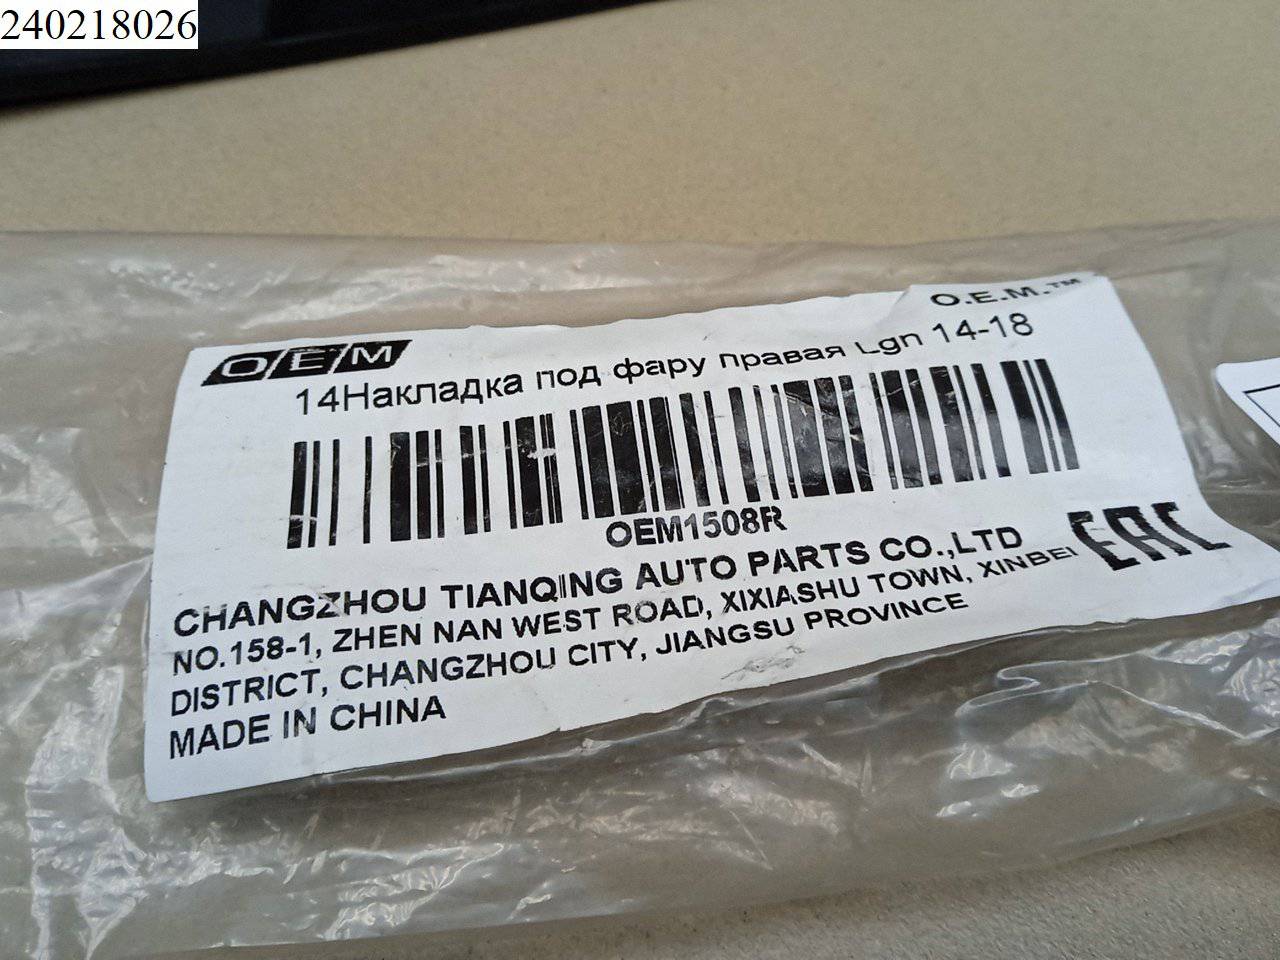 240218026
OEM
O.E.M.™
14Накладка под фару правая Lgn 14-18
OEM1508R
CHANGZHOU TIANQING AUTO PARTS CO.,LTD
NO.158-1, ZHEN NAN WEST ROAD, XIXIASHU TOWN, XINBEI
DISTRICT, CHANGZHOU CITY, JIANGSU PROVINCE
MADE IN CHINA
EAC